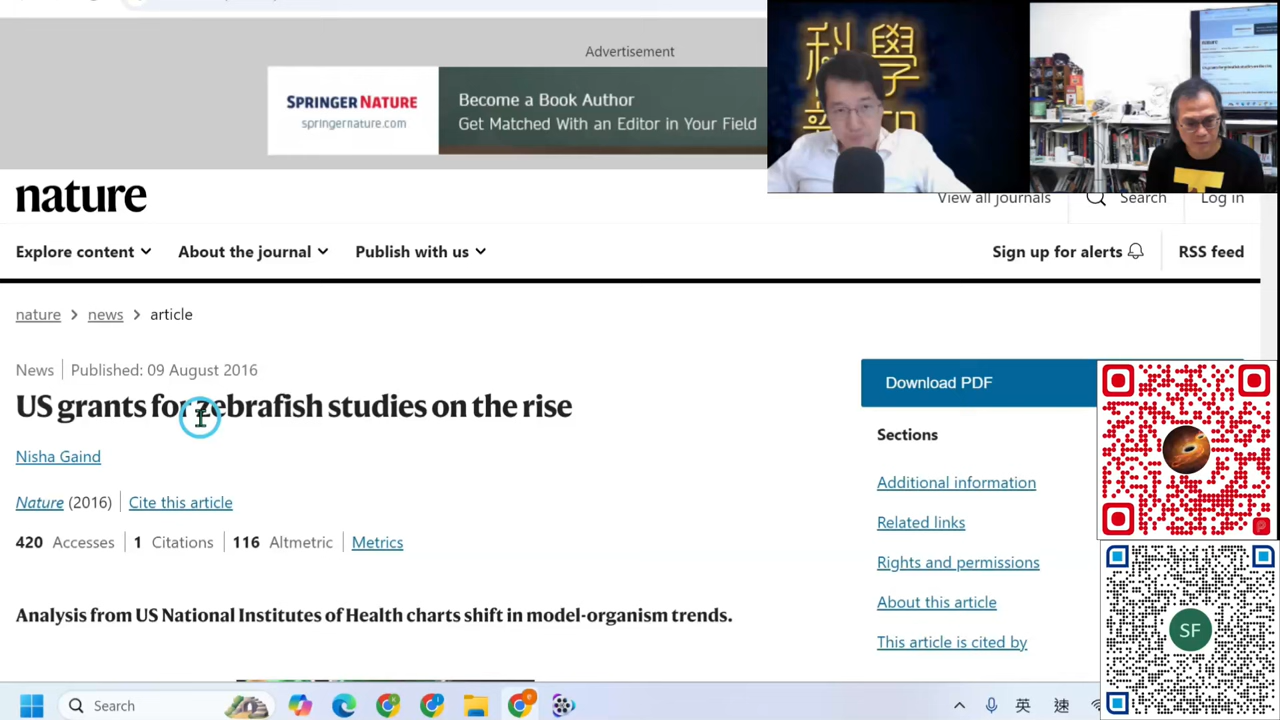 Advertisement
SPRINGER NATURE
springernature.com
Become a Book Author
Get Matched With an Editor in Your Field
科學
nature
View all journals
Search
Log in
Explore content
About the journal
Publish with us
Sign up for alerts
RSS feed
nature > news > article
News | Published: 09 August 2016
US grants for zebrafish studies on the rise
Nisha Gaind
Nature (2016) | Cite this article
420 Accesses | 1 Citations | 116 Altmetric | Metrics
Analysis from US National Institutes of Health charts shift in model-organism trends.
Download PDF
Sections
Additional information
Related links
Rights and permissions
About this article
This article is cited by
SF
Search
英
速